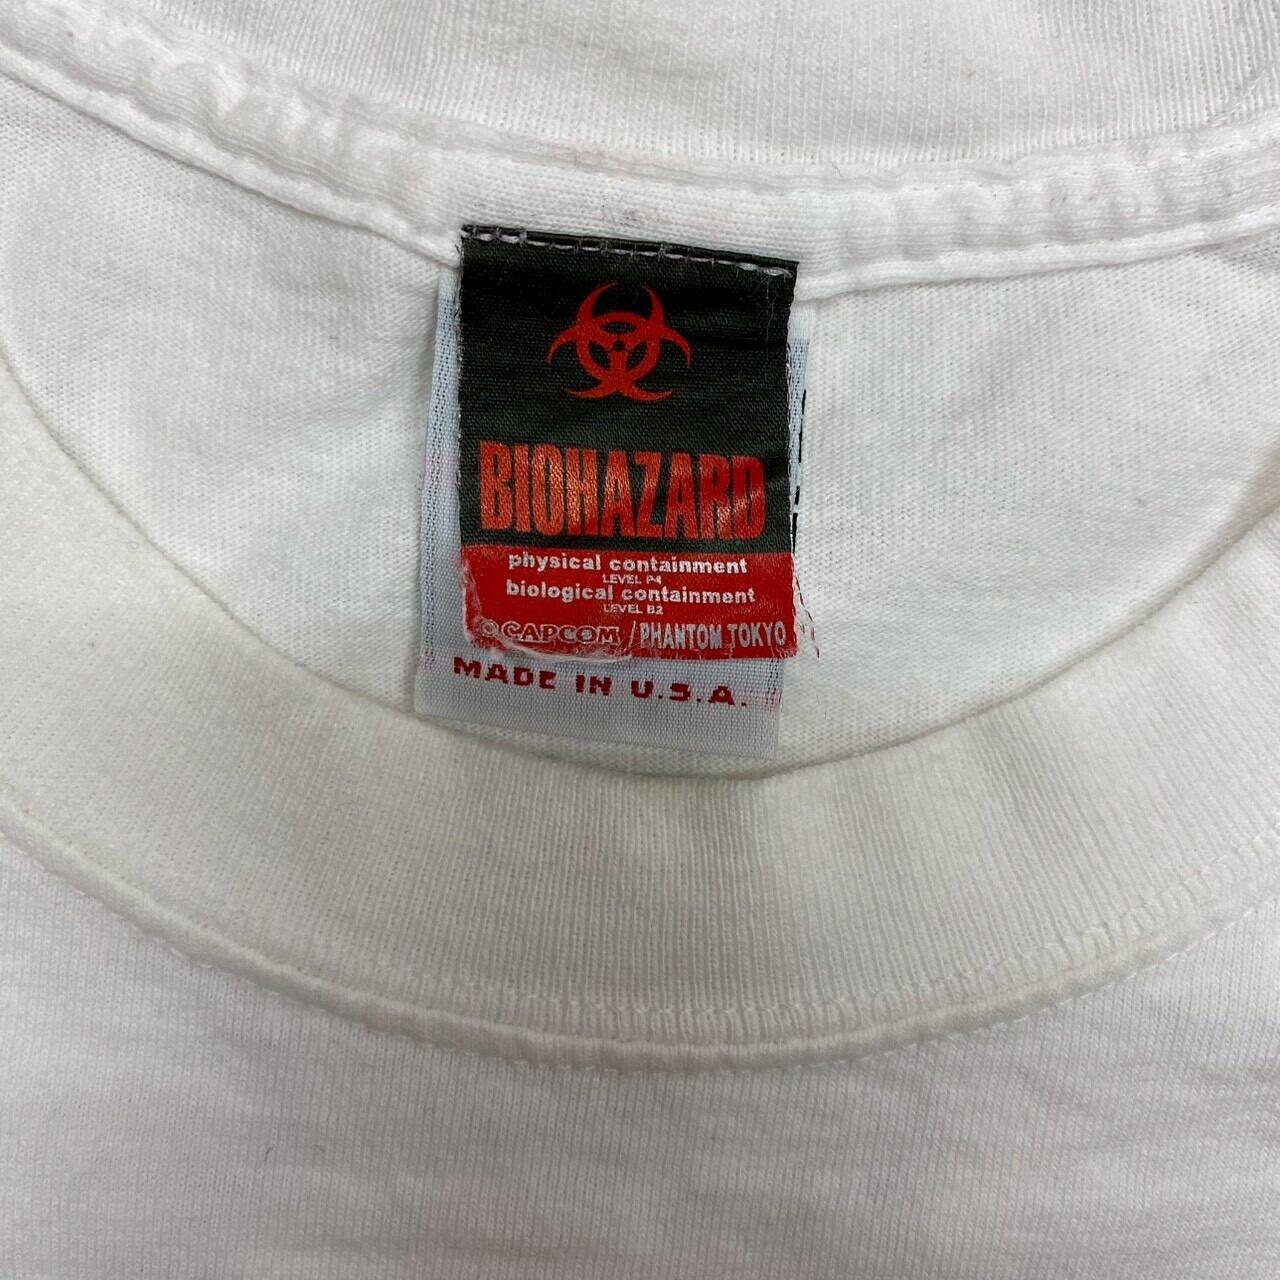 BIOHAZARD
physical containment
LEVEL P4
biological containment
LEVEL B2
©CAPCOM / PHANTOM TOKYO
MADE IN U.S.A.